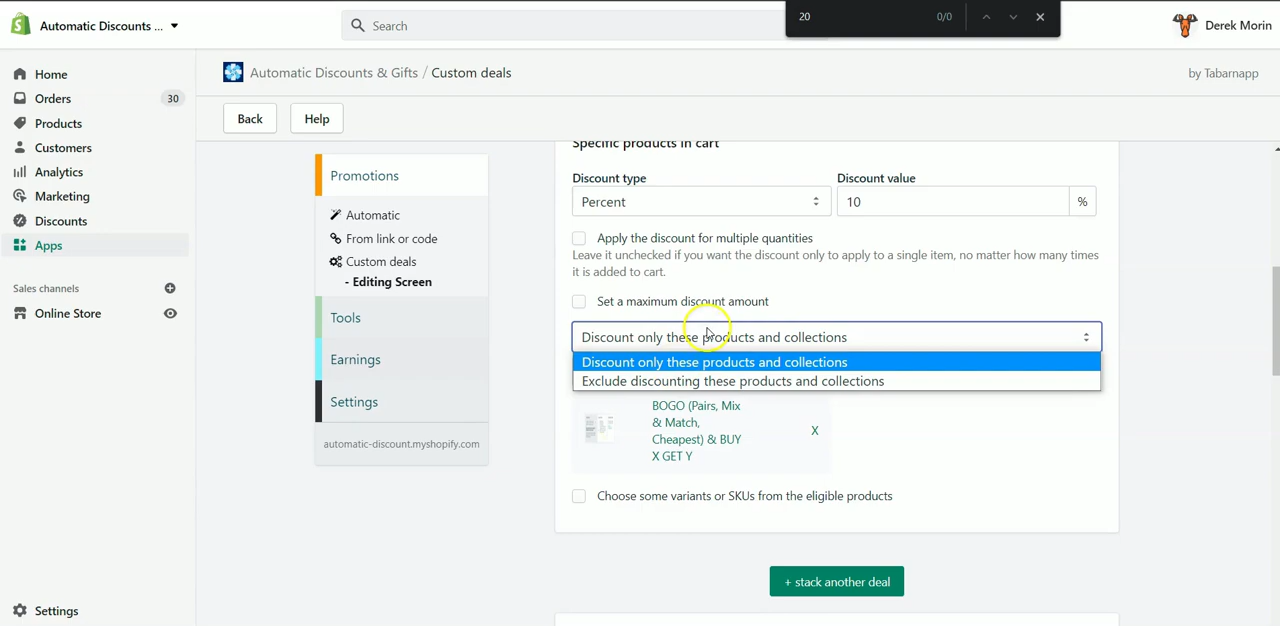 Automatic Discounts ...
Search
20
0/0
Derek Morin
Home
Orders
30
Products
Customers
Analytics
Marketing
Discounts
Apps
Sales channels
Online Store
Settings
Automatic Discounts & Gifts / Custom deals
by Tabarnapp
Back
Help
Promotions
Automatic
From link or code
Custom deals
- Editing Screen
Tools
Earnings
Settings
automatic-discount.myshopify.com
Specific products in cart
Discount type
Discount value
Percent
10
%
Apply the discount for multiple quantities
Leave it unchecked if you want the discount only to apply to a single item, no matter how many times
it is added to cart.
Set a maximum discount amount
Discount only these products and collections
Discount only these products and collections
Exclude discounting these products and collections
BOGO (Pairs, Mix
& Match,
Cheapest) & BUY
X GET Y
X
Choose some variants or SKUs from the eligible products
+ stack another deal